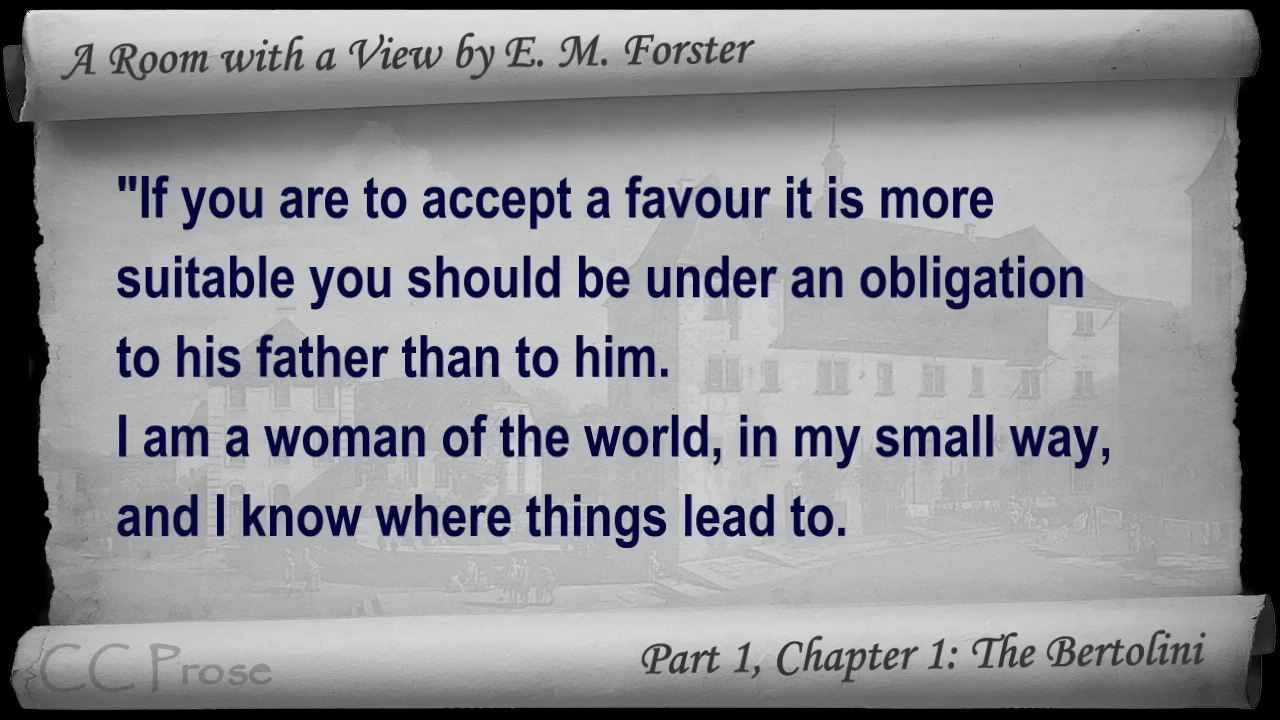 A Room with a View by E. M. Forster
"If you are to accept a favour it is more
suitable you should be under an obligation
to his father than to him.
I am a woman of the world, in my small way,
and I know where things lead to.
CC Prose
Part 1, Chapter 1: The Bertolini